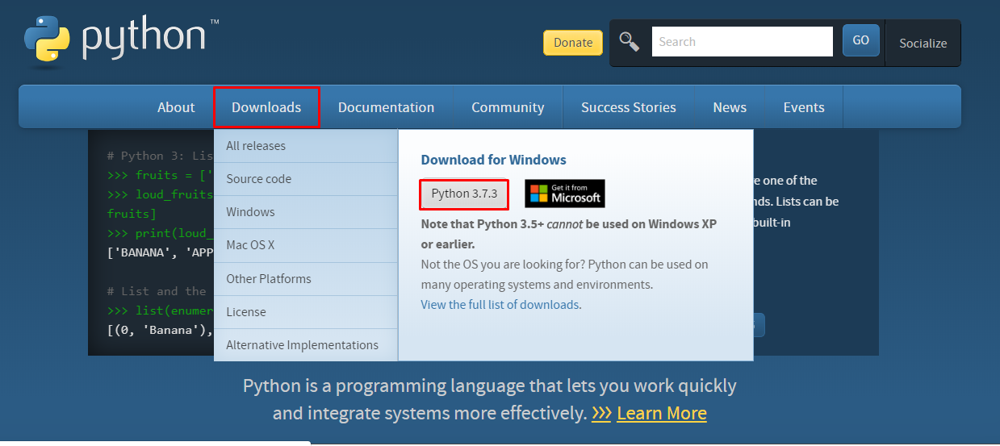 python™
Donate
Search
GO
Socialize
About
Downloads
Documentation
Community
Success Stories
News
Events
# Python 3: Lis
>>> fruits = ['
>>> loud_fruits
fruits]
>>> print(loud_
['BANANA', 'APP
# List and the
>>> list(enumer
[(0, 'Banana'),
All releases
Source code
Windows
Mac OS X
Other Platforms
License
Alternative Implementations
Download for Windows
Python 3.7.3
Get it from
Microsoft
Note that Python 3.5+ cannot be used on Windows XP
or earlier.
Not the OS you are looking for? Python can be used on
many operating systems and environments.
View the full list of downloads.
one of the
nds. Lists can be
built-in
Python is a programming language that lets you work quickly
and integrate systems more effectively. >>> Learn More